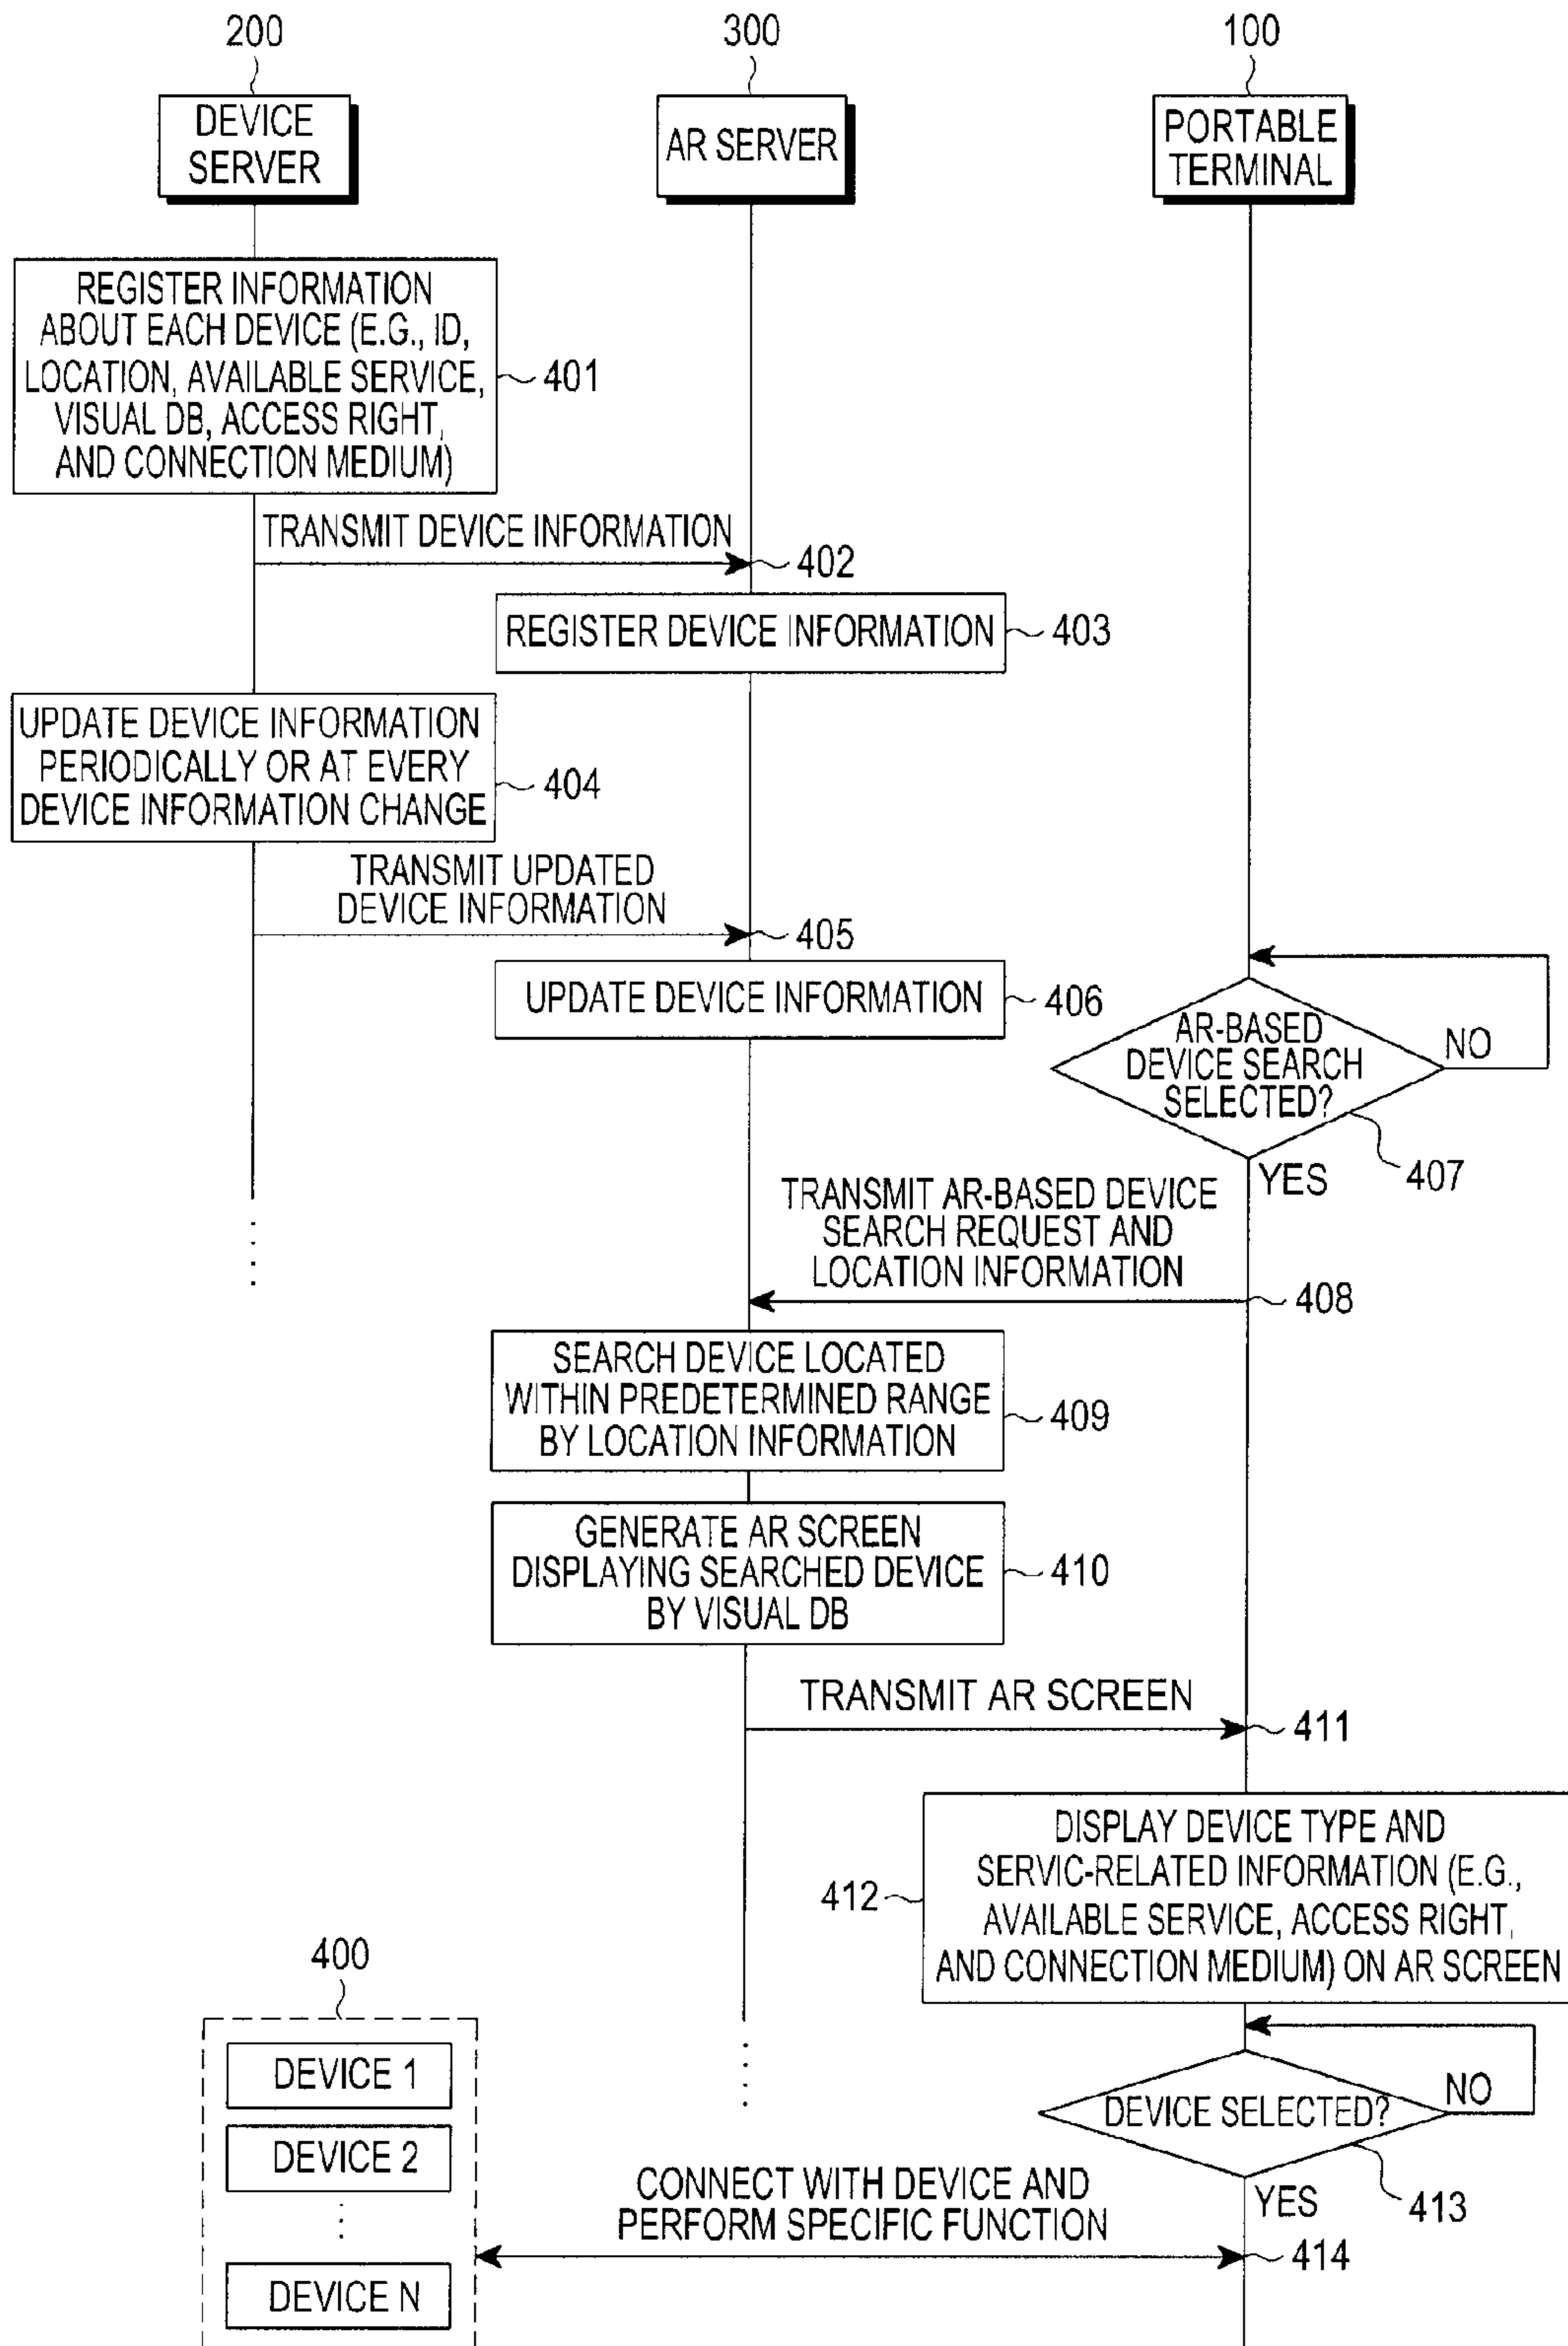 200
300
100
DEVICE
SERVER
AR SERVER
PORTABLE
TERMINAL
REGISTER INFORMATION
ABOUT EACH DEVICE (E.G., ID,
LOCATION, AVAILABLE SERVICE,
VISUAL DB, ACCESS RIGHT,
AND CONNECTION MEDIUM)
401
TRANSMIT DEVICE INFORMATION
402
REGISTER DEVICE INFORMATION
403
UPDATE DEVICE INFORMATION
PERIODICALLY OR AT EVERY
DEVICE INFORMATION CHANGE
404
TRANSMIT UPDATED
DEVICE INFORMATION
405
UPDATE DEVICE INFORMATION
406
AR-BASED
DEVICE SEARCH
SELECTED?
NO
407
YES
TRANSMIT AR-BASED DEVICE
SEARCH REQUEST AND
LOCATION INFORMATION
408
SEARCH DEVICE LOCATED
WITHIN PREDETERMINED RANGE
BY LOCATION INFORMATION
409
GENERATE AR SCREEN
DISPLAYING SEARCHED DEVICE
BY VISUAL DB
410
TRANSMIT AR SCREEN
411
DISPLAY DEVICE TYPE AND
SERVIC-RELATED INFORMATION (E.G.,
AVAILABLE SERVICE, ACCESS RIGHT,
AND CONNECTION MEDIUM) ON AR SCREEN
412
400
DEVICE 1
DEVICE 2
DEVICE N
DEVICE SELECTED?
NO
413
YES
CONNECT WITH DEVICE AND
PERFORM SPECIFIC FUNCTION
414